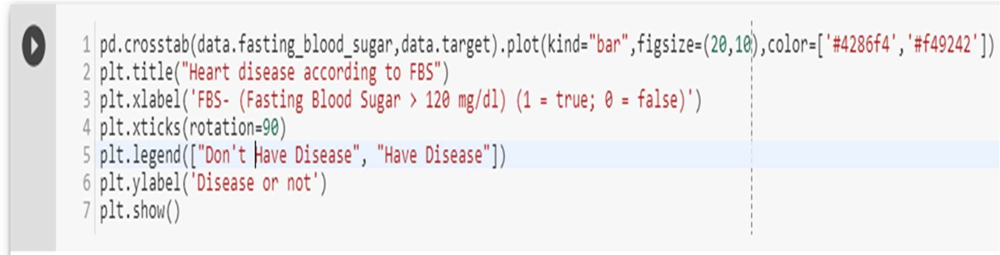 1 pd.crosstab(data.fasting_blood_sugar,data.target).plot(kind="bar",figsize=(20,10),color=['#4286f4','#f49242'])
2 plt.title("Heart disease according to FBS")
3 plt.xlabel('FBS- (Fasting Blood Sugar > 120 mg/dl) (1 = true; 0 = false)')
4 plt.xticks(rotation=90)
5 plt.legend(["Don't Have Disease", "Have Disease"])
6 plt.ylabel('Disease or not')
7 plt.show()